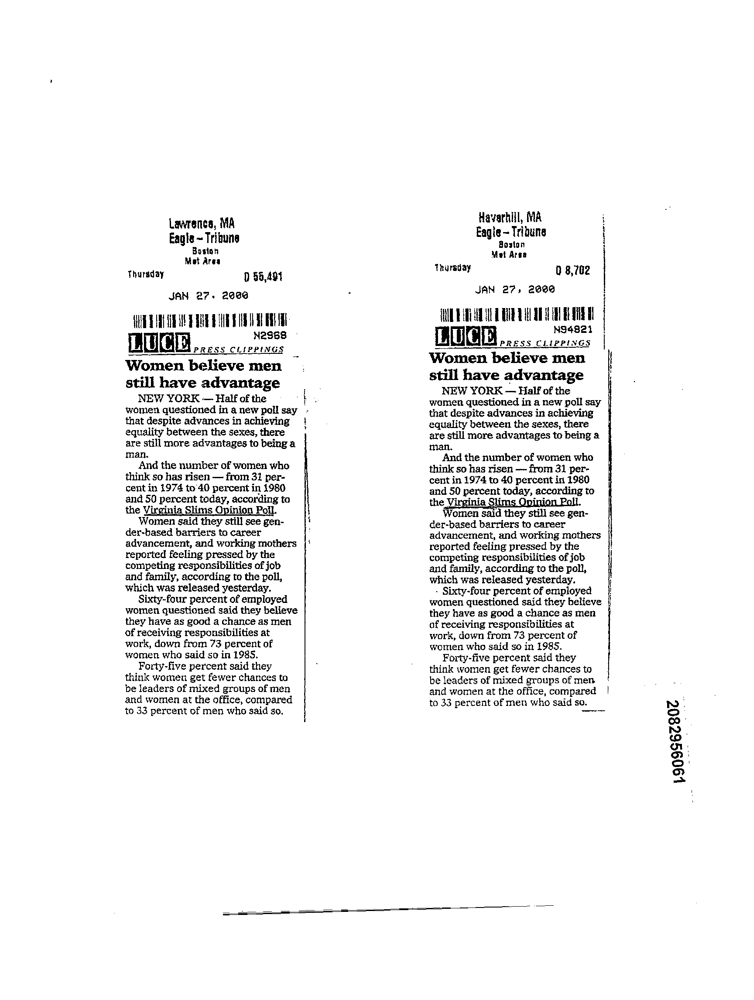 Lawrence, MA
Eagle – Tribune
Boston
Met Area
Thursday D 55,491
JAN 27, 2000
LUCE
N2968
PRESS CLIPPINGS
Women believe men
still have advantage
NEW YORK — Half of the
women questioned in a new poll say
that despite advances in achieving
equality between the sexes, there
are still more advantages to being a
man.
And the number of women who
think so has risen — from 31 per-
cent in 1974 to 40 percent in 1980
and 50 percent today, according to
the Virginia Slims Opinion Poll.
Women said they still see gen-
der-based barriers to career
advancement, and working mothers
reported feeling pressed by the
competing responsibilities of job
and family, according to the poll,
which was released yesterday.
Sixty-four percent of employed
women questioned said they believe
they have as good a chance as men
of receiving responsibilities at
work, down from 73 percent of
women who said so in 1985.
Forty-five percent said they
think women get fewer chances to
be leaders of mixed groups of men
and women at the office, compared
to 33 percent of men who said so.
Haverhill, MA
Eagle – Tribune
Boston
Met Area
Thursday D 8,702
JAN 27, 2000
LUCE
N94821
PRESS CLIPPINGS
Women believe men
still have advantage
NEW YORK — Half of the
women questioned in a new poll say
that despite advances in achieving
equality between the sexes, there
are still more advantages to being a
man.
And the number of women who
think so has risen — from 31 per-
cent in 1974 to 40 percent in 1980
and 50 percent today, according to
the Virginia Slims Opinion Poll.
Women said they still see gen-
der-based barriers to career
advancement, and working mothers
reported feeling pressed by the
competing responsibilities of job
and family, according to the poll,
which was released yesterday.
Sixty-four percent of employed
women questioned said they believe
they have as good a chance as men
of receiving responsibilities at
work, down from 73 percent of
women who said so in 1985.
Forty-five percent said they
think women get fewer chances to
be leaders of mixed groups of men
and women at the office, compared
to 33 percent of men who said so.
2082956061